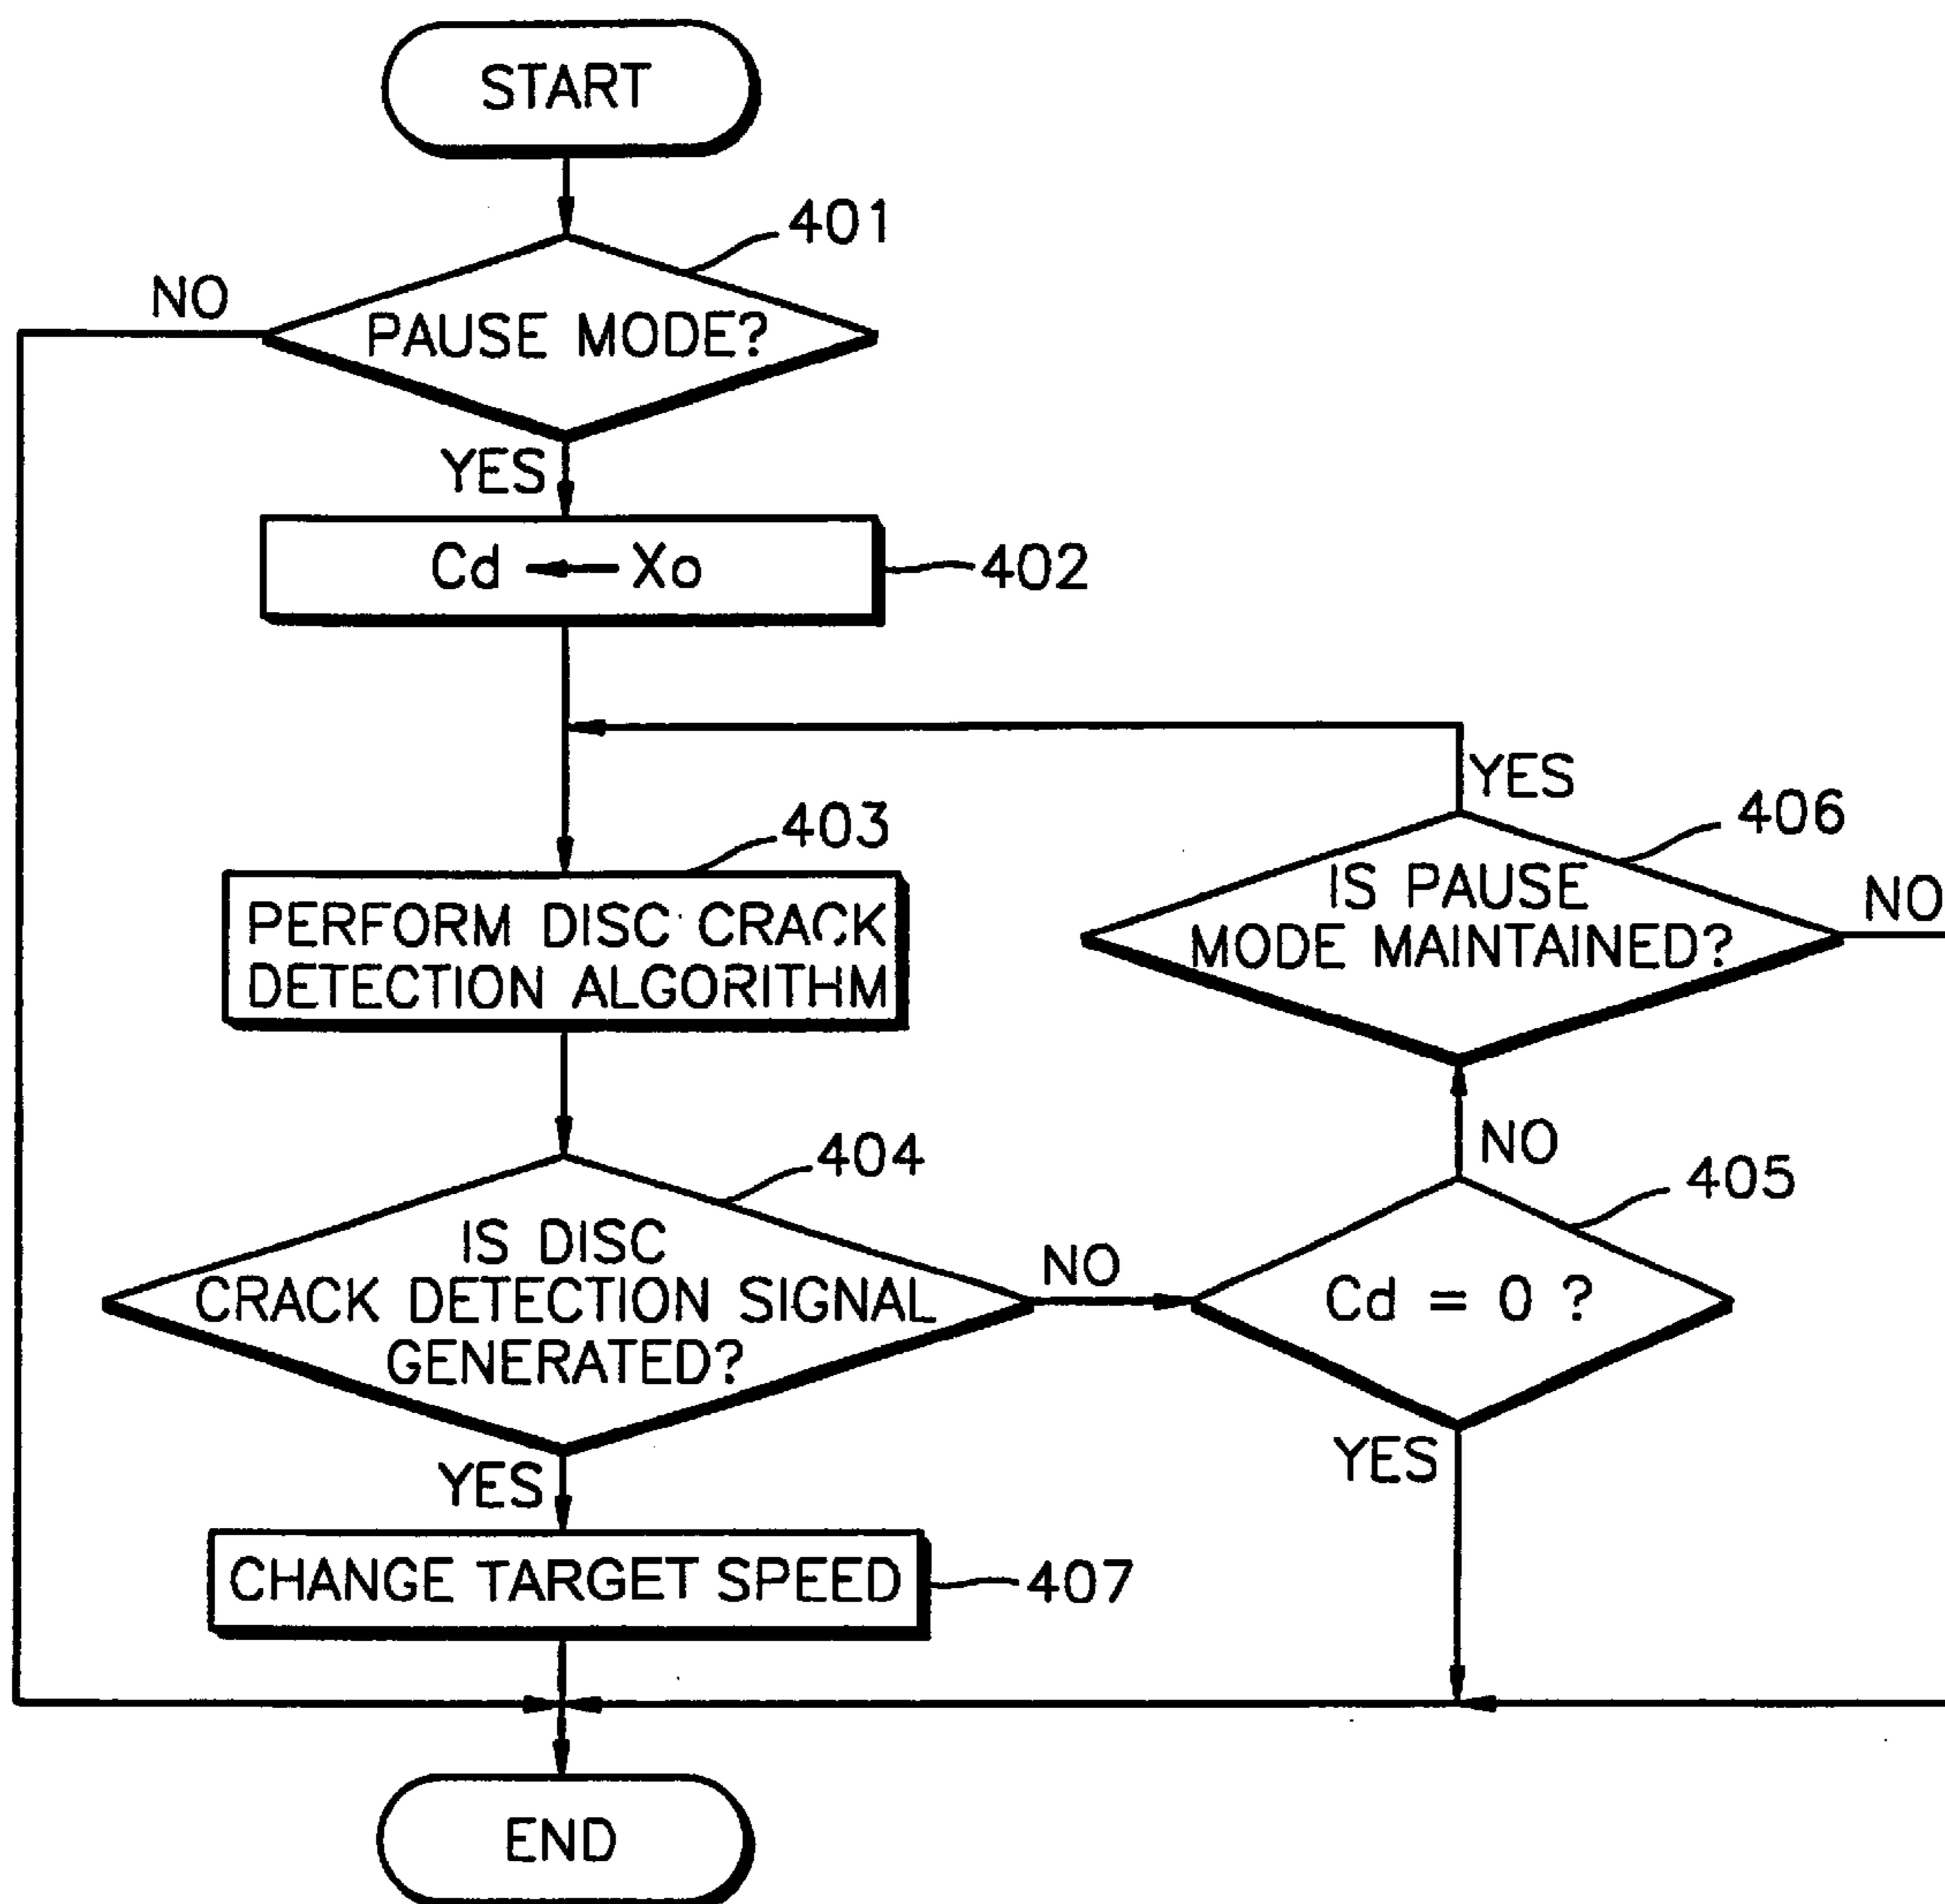 START
401
NO
PAUSE MODE?
YES
Cd ← Xo
402
YES
403
406
PERFORM DISC CRACK
DETECTION ALGORITHM
IS PAUSE
MODE MAINTAINED?
NO
NO
404
405
IS DISC
CRACK DETECTION SIGNAL
GENERATED?
NO
Cd = 0 ?
YES
YES
CHANGE TARGET SPEED
407
END